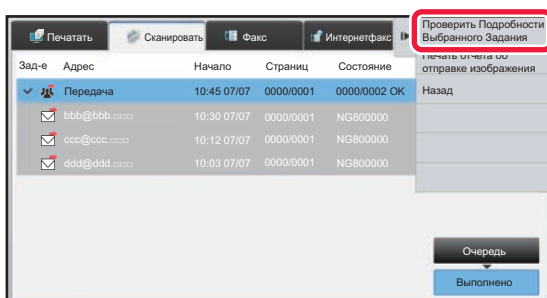 Печатать
Сканировать
Факс
Интернетфакс
Проверить Подробности
Выбранного Задания
Печать отчета об
отправке изображения
Назад
Зад-е Адрес Начало Страниц Состояние
Передача 10:45 07/07 0000/0001 0000/0002 OK
bbb@bbb.□□□ 10:30 07/07 0000/0001 NG800000
ccc@ccc.□□□ 10:12 07/07 0000/0001 NG800000
ddd@ddd.□□□ 10:03 07/07 0000/0001 NG800000
Очередь
Выполнено